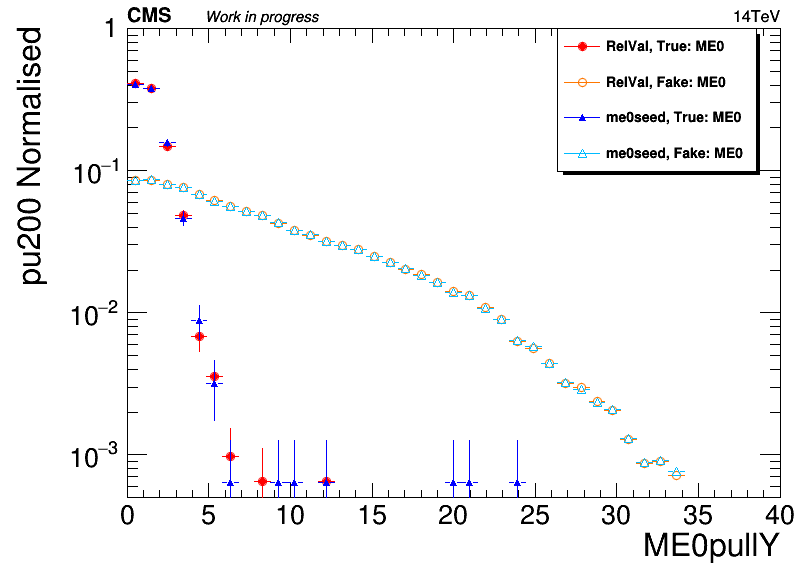 CMS Work in progress 14TeV
pu200 Normalised
1
10⁻¹
10⁻²
10⁻³
RelVal, True: ME0
RelVal, Fake: ME0
me0seed, True: ME0
me0seed, Fake: ME0
0 5 10 15 20 25 30 35 40
ME0pullY